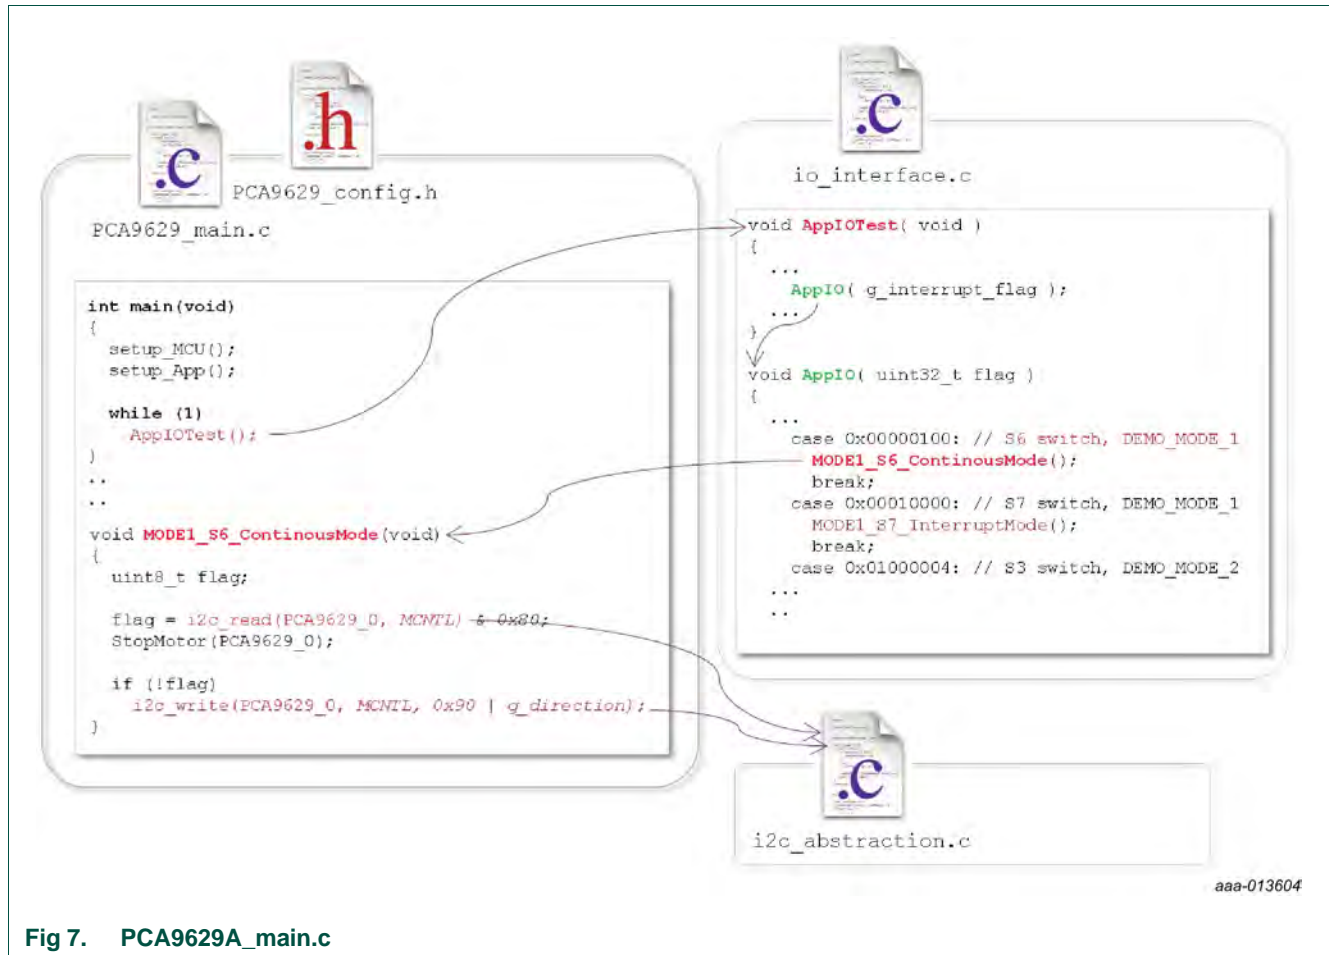 .h
.c
PCA9629_config.h
PCA9629_main.c
int main(void)
{
setup_MCU();
setup_App();
while (1)
AppIOTest();
}
..
..
void MODE1_S6_ContinousMode(void)
{
uint8_t flag;
flag = i2c_read(PCA9629_0, MCNTL) & 0x80;
StopMotor(PCA9629_0);
if (!flag)
i2c_write(PCA9629_0, MCNTL, 0x90 | g_direction);
}
.c
io_interface.c
void AppIOTest( void )
{
...
AppIO( g_interrupt_flag );
...
}
void AppIO( uint32_t flag )
{
...
case 0x00000100: // S6 switch, DEMO_MODE_1
MODE1_S6_ContinousMode();
break;
case 0x00010000: // S7 switch, DEMO_MODE_1
MODE1_S7_InterruptMode();
break;
case 0x01000004: // S3 switch, DEMO_MODE_2
...
..
.c
i2c_abstraction.c
aaa-013604
Fig 7. PCA9629A_main.c